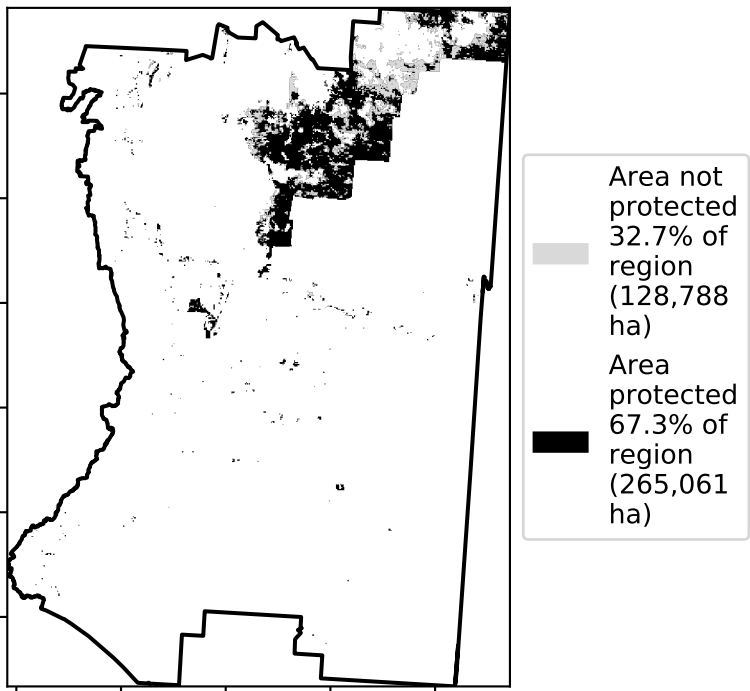 Area not
protected
32.7% of
region
(128,788
ha)
Area
protected
67.3% of
region
(265,061
ha)